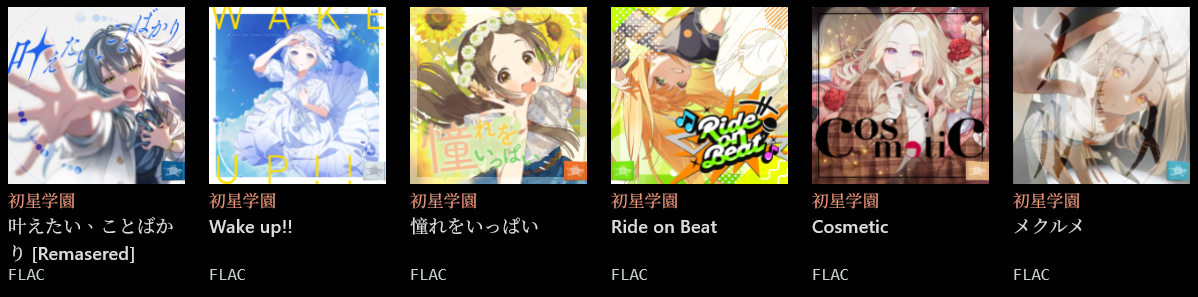 叶えたい、ことばかり
WAKE UP!!
憧れをいっぱい
Ride on Beat
Cosmetic
初星学園
初星学園
初星学園
初星学園
初星学園
初星学園
叶えたい、ことばか
り [Remasered]
Wake up!!
憧れをいっぱい
Ride on Beat
Cosmetic
メクルメ
FLAC
FLAC
FLAC
FLAC
FLAC
FLAC